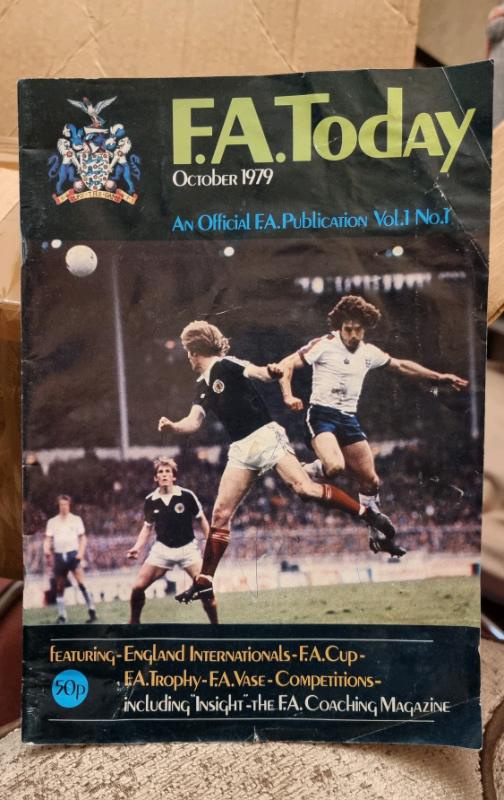 F.A.Today
October 1979
An Official F.A.Publication Vol.1 No.1
Featuring-England Internationals-F.A.Cup-
F.A.Trophy-F.A.Vase-Competitions-
50p
including "Insight"-the F.A. Coaching Magazine